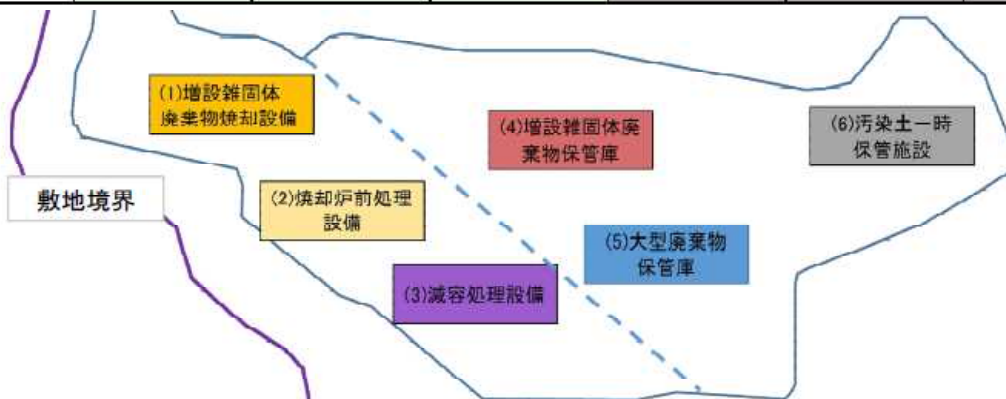 (1)増設雑固体
廃棄物焼却設備
(4)増設雑固体廃
棄物保管庫
(6)汚染土一時
保管施設
敷地境界
(2)焼却炉前処理
設備
(5)大型廃棄物
保管庫
(3)減容処理設備